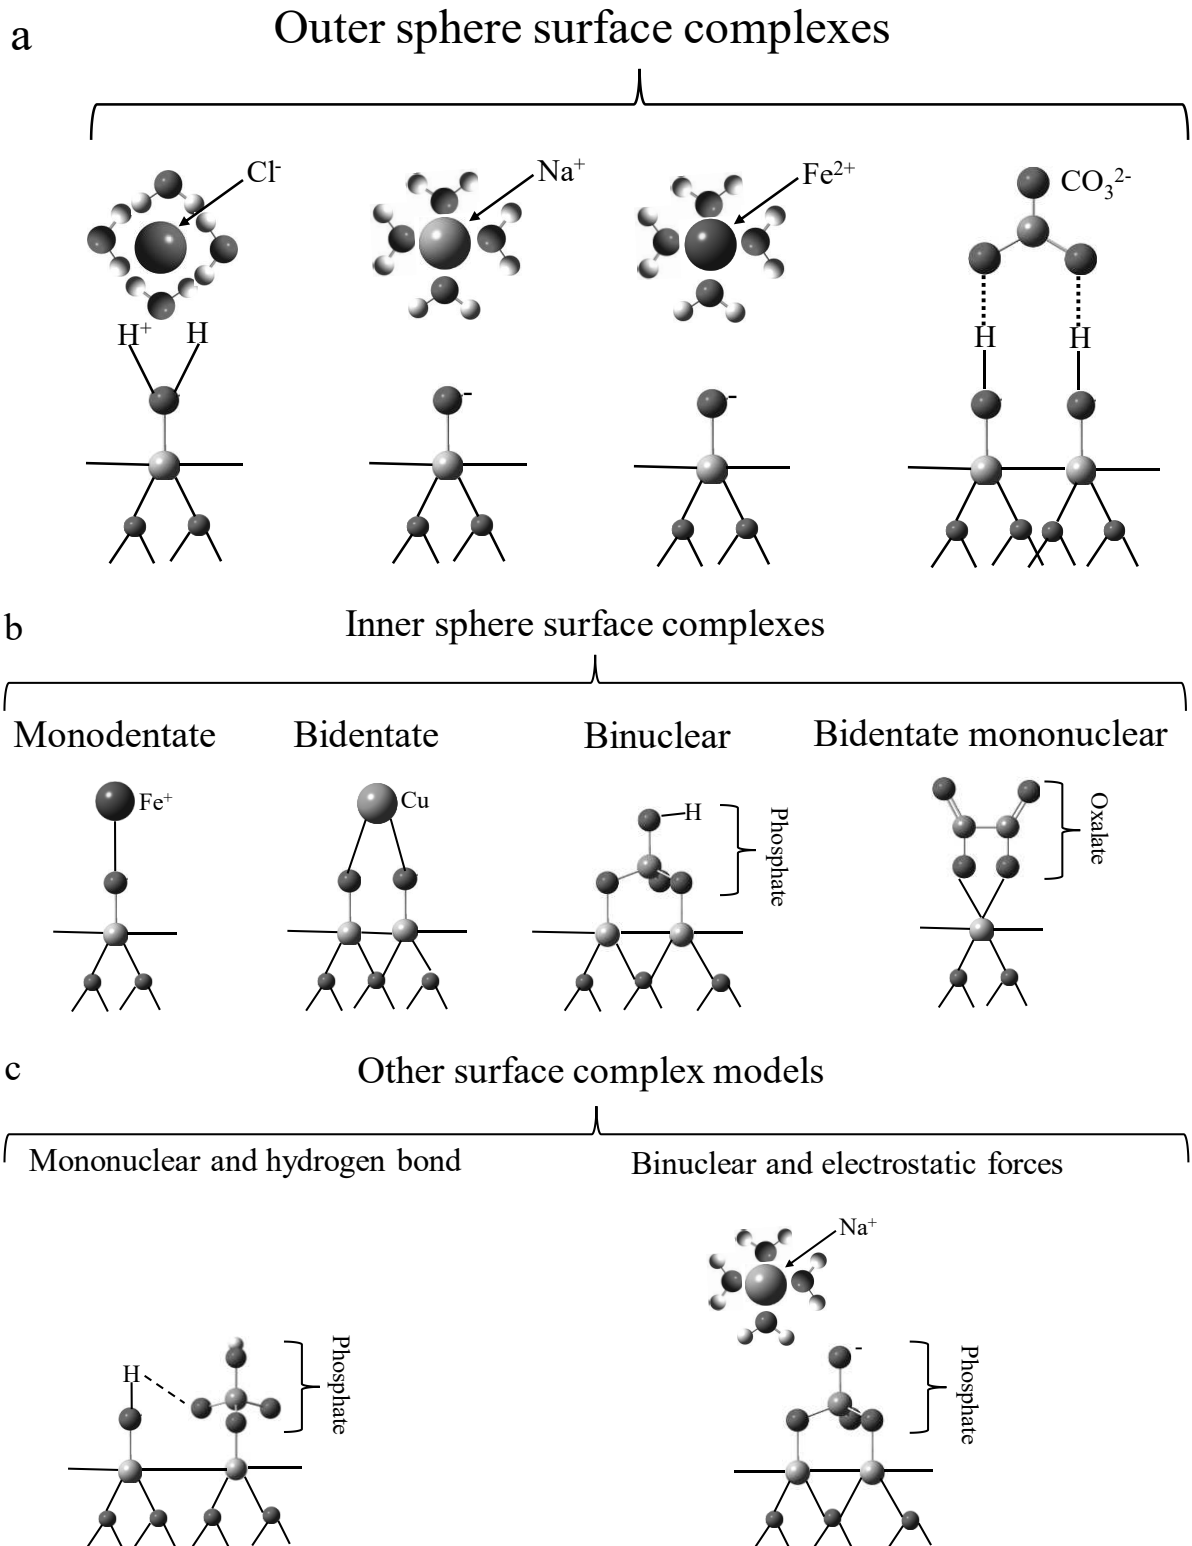 a
Outer sphere surface complexes
Cl⁻
Na⁺
Fe²⁺
CO₃²⁻
H⁺ H
H
H
-
-
b
Inner sphere surface complexes
Monodentate
Bidentate
Binuclear
Bidentate mononuclear
Fe⁺
Cu
H
Phosphate
Oxalate
c
Other surface complex models
Mononuclear and hydrogen bond
Binuclear and electrostatic forces
Na⁺
H
Phosphate
-
Phosphate